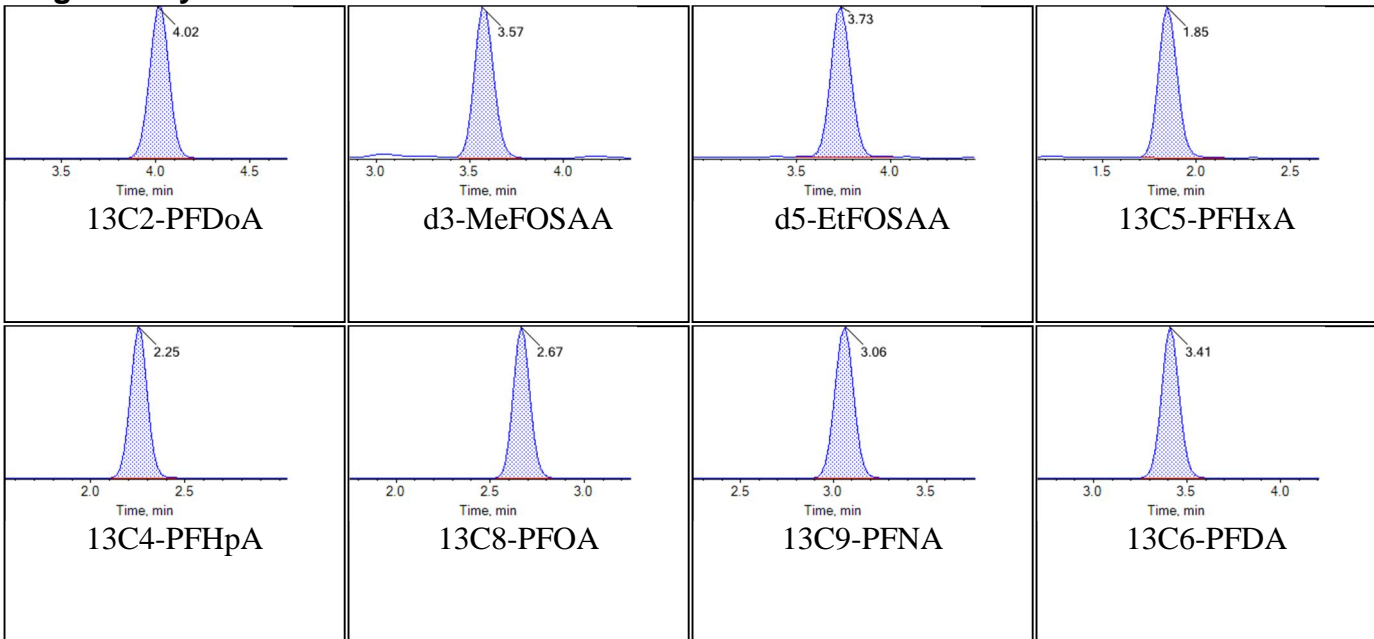 4.02
3.5 4.0 4.5
Time, min
13C2-PFDoA
3.57
3.0 3.5 4.0
Time, min
d3-MeFOSAA
3.73
3.5 4.0
Time, min
d5-EtFOSAA
1.85
1.5 2.0 2.5
Time, min
13C5-PFHxA
2.25
2.0 2.5
Time, min
13C4-PFHpA
2.67
2.0 2.5 3.0
Time, min
13C8-PFOA
3.06
2.5 3.0 3.5
Time, min
13C9-PFNA
3.41
3.0 3.5 4.0
Time, min
13C6-PFDA